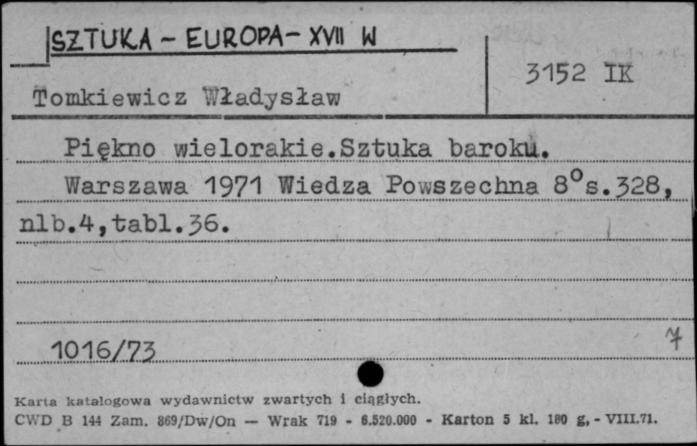 SZTUKA - EUROPA - XVII W
3152 IK
Tomkiewicz Władysław
Piękno wielorakie.Sztuka baroku.
Warszawa 1971 Wiedza Powszechna 8°s.328,
nlb.4,tabl.36.
1016/73
7
Karta katalogowa wydawnictw zwartych i ciągłych.
CWD B 144 Zam. 869/Dw/On — Wrak 719 - 6.520.000 - Karton 5 kl. 180 g, - VIII.71.